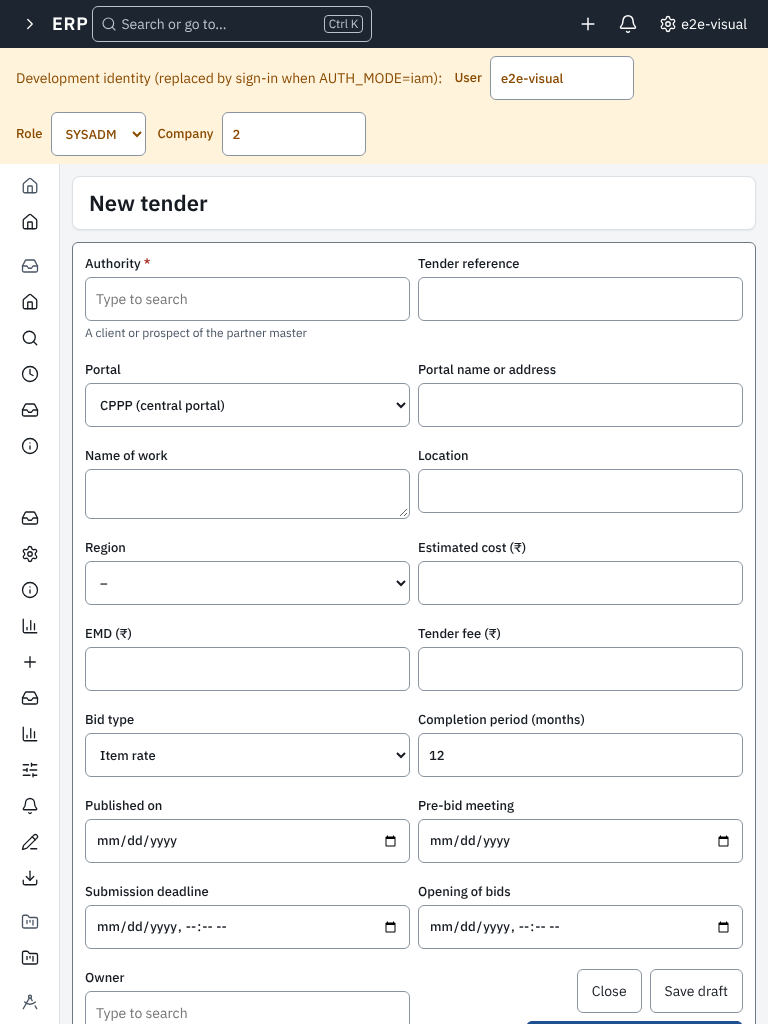 ERP
Search or go to...
Ctrl K
e2e-visual
Development identity (replaced by sign-in when AUTH_MODE=iam):
User
e2e-visual
Role
SYSADM
Company
2
New tender
Authority *
Tender reference
Type to search
A client or prospect of the partner master
Portal
Portal name or address
CPPP (central portal)
Name of work
Location
Region
Estimated cost (₹)
–
EMD (₹)
Tender fee (₹)
Bid type
Completion period (months)
Item rate
12
Published on
Pre-bid meeting
mm/dd/yyyy
mm/dd/yyyy
Submission deadline
Opening of bids
mm/dd/yyyy, --:-- --
mm/dd/yyyy, --:-- --
Owner
Close
Save draft
Type to search